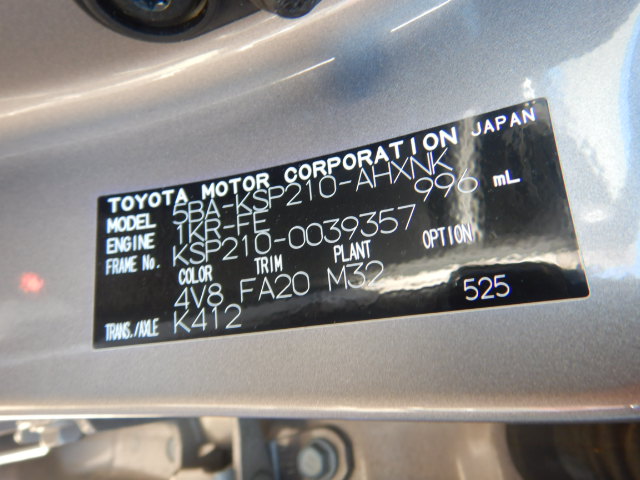 TOYOTA MOTOR CORPORATION JAPAN
MODEL 5BA-KSP210-AHXNK
ENGINE 1KR-FE 996 mL
FRAME No. KSP210-0039357
COLOR TRIM PLANT OPTION
4V8 FA20 M32
TRANS./AXLE K412 525